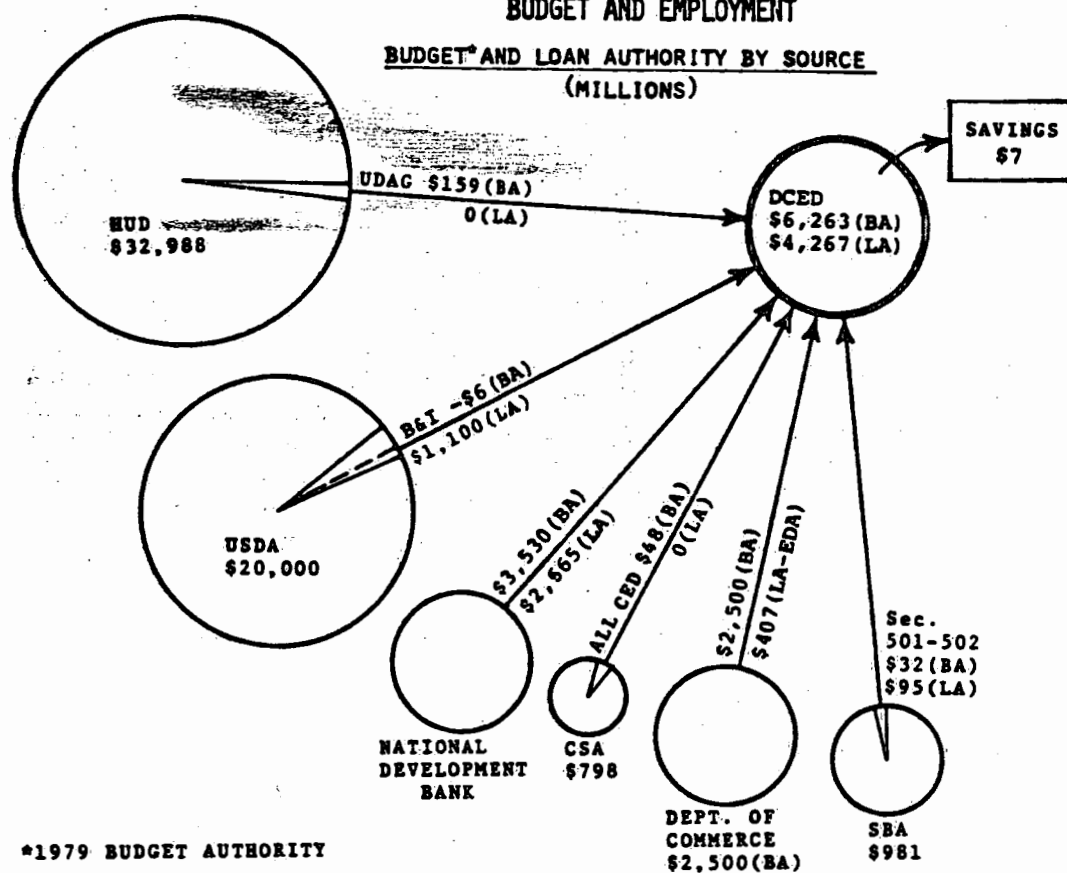 BUDGET AND EMPLOYMENT
BUDGET* AND LOAN AUTHORITY BY SOURCE
(MILLIONS)
SAVINGS
$7
DCED
$6,263(BA)
$4,267(LA)
UDAG $159(BA)
0(LA)
HUD
$32,988
B&I -$6(BA)
$1,100(LA)
USDA
$20,000
$3,530(BA)
$2,665(LA)
NATIONAL
DEVELOPMENT
BANK
ALL CED $48(BA)
0(LA)
CSA
$798
$2,500(BA)
$407(LA-EDA)
DEPT. OF
COMMERCE
$2,500(BA)
Sec.
501-502
$32(BA)
$95(LA)
SBA
$981
*1979 BUDGET AUTHORITY